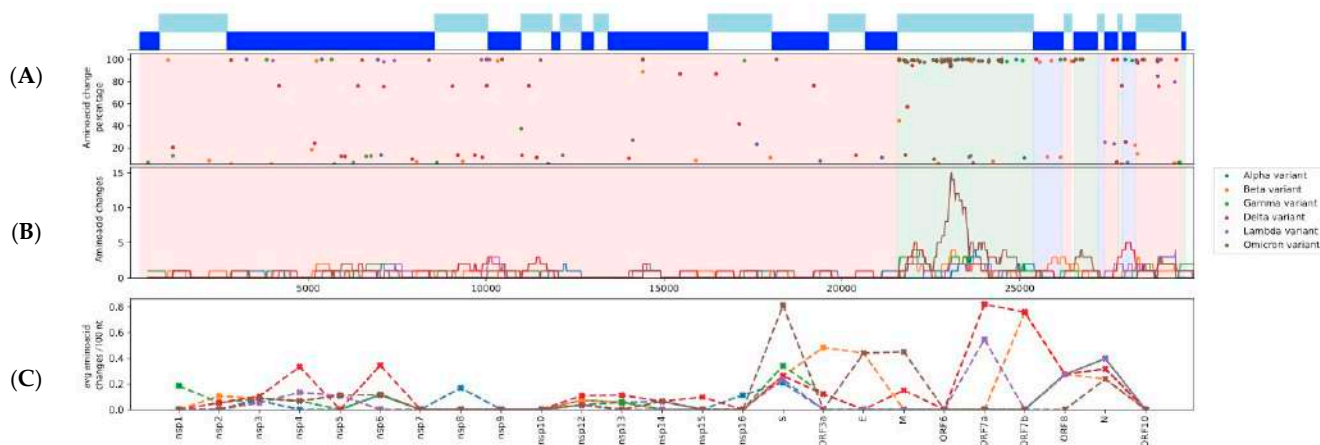 (A)
Aminoacid change
percentage
100
80
60
40
20
(B)
Aminoacid changes
15
10
5
0
5000 10000 15000 20000 25000
Alpha variant
Beta variant
Gamma variant
Delta variant
Lambda variant
Omicron variant
(C)
avg aminoacid
changes /100 nt
0.8
0.6
0.4
0.2
0.0
nsp1 nsp2 nsp3 nsp4 nsp5 nsp6 nsp7 nsp8 nsp9 nsp10 nsp12 nsp13 nsp14 nsp15 nsp16 S ORF3a E M ORF6 ORF7a ORF7b ORF8 N ORF10